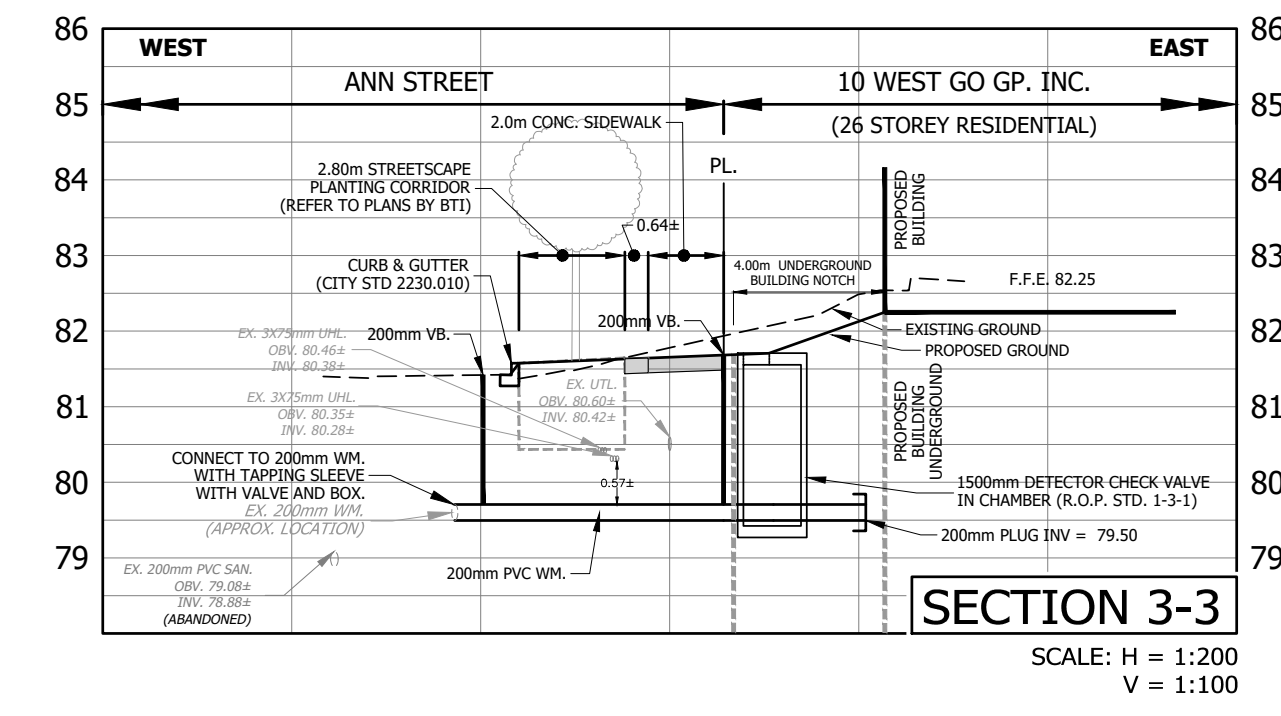 86
86
WEST
EAST
ANN STREET
10 WEST GO GP. INC.
85
85
2.0m CONC. SIDEWALK
(26 STOREY RESIDENTIAL)
2.80m STREETSCAPE
PLANTING CORRIDOR
(REFER TO PLANS BY BTI)
PL.
84
84
PROPOSED
BUILDING
0.64±
83
83
CURB & GUTTER
(CITY STD 2230.010)
4.00m UNDERGROUND
BUILDING NOTCH
F.F.E. 82.25
82
82
EX. 3X75mm UHL.
OBV. 80.46±
INV. 80.38±
200mm VB.
200mm VB.
EXISTING GROUND
PROPOSED GROUND
EX. UTL.
OBV. 80.60±
INV. 80.42±
81
81
EX. 3X75mm UHL.
OBV. 80.35±
INV. 80.28±
PROPOSED
BUILDING
UNDERGROUND
CONNECT TO 200mm WM.
WITH TAPPING SLEEVE
WITH VALVE AND BOX.
EX. 200mm WM.
(APPROX. LOCATION)
80
80
0.57±
1500mm DETECTOR CHECK VALVE
IN CHAMBER (R.O.P. STD. 1-3-1)
200mm PLUG INV = 79.50
79
79
EX. 200mm PVC SAN.
OBV. 79.08±
INV. 78.88±
(ABANDONED)
200mm PVC WM.
SECTION 3-3
SCALE: H = 1:200
V = 1:100